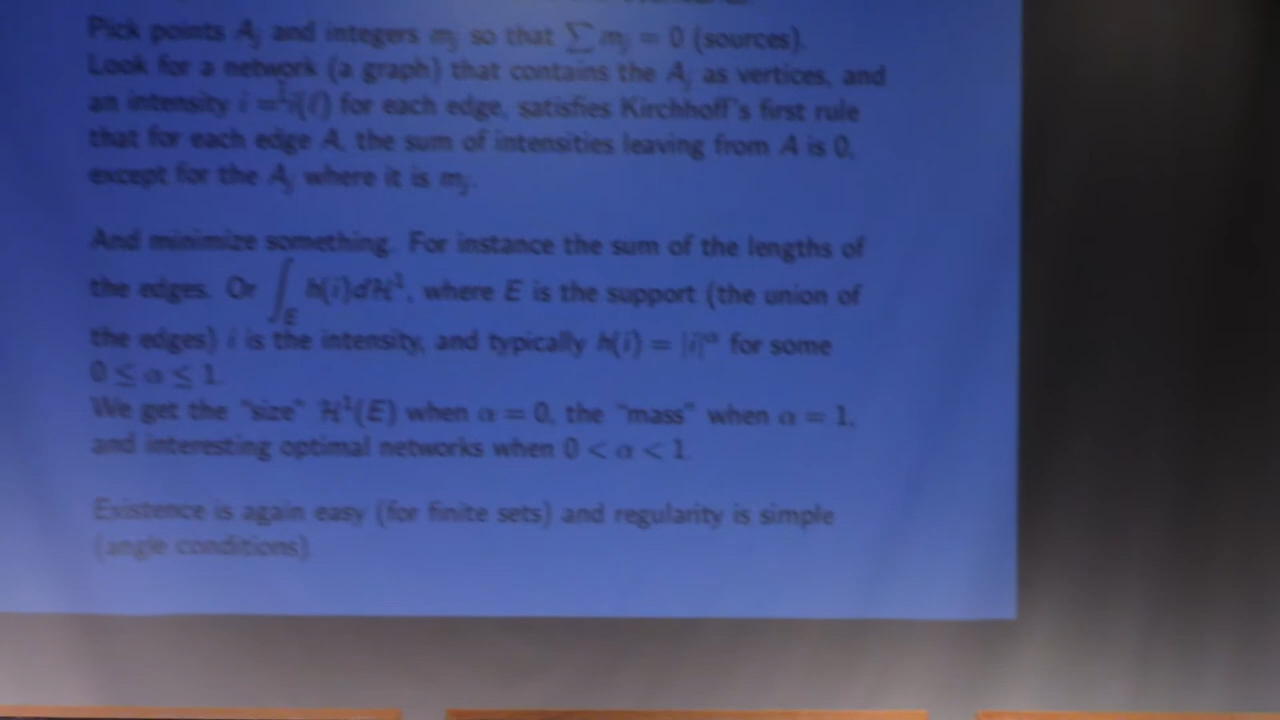 Pick points A_j and integers m_j so that ∑ m_j = 0 (sources).
Look for a network (a graph) that contains the A_j as vertices, and
an intensity i = i(ℓ) for each edge, satisfies Kirchhoff's first rule
that for each edge A, the sum of intensities leaving from A is 0,
except for the A_j where it is m_j.
And minimize something. For instance the sum of the lengths of
the edges. Or ∫_E h(i)dℋ¹, where E is the support (the union of
the edges) i is the intensity, and typically h(i) = |i|^α for some
0 ≤ α ≤ 1.
We get the "size" ℋ¹(E) when α = 0, the "mass" when α = 1,
and interesting optimal networks when 0 < α < 1.
Existence is again easy (for finite sets) and regularity is simple
(angle conditions)